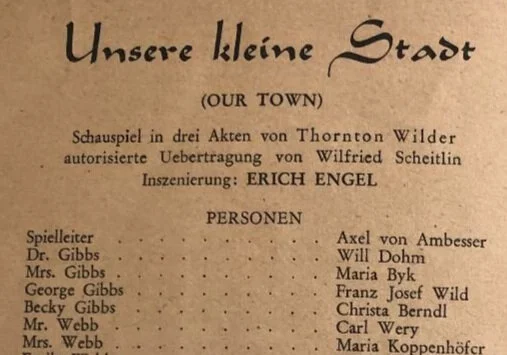 Unsere kleine Stadt
(OUR TOWN)
Schauspiel in drei Akten von Thornton Wilder
autorisierte Uebertragung von Wilfried Scheitlin
Inszenierung: ERICH ENGEL
PERSONEN
Spielleiter . . . . . . . . . . Axel von Ambesser
Dr. Gibbs . . . . . . . . . . Will Dohm
Mrs. Gibbs . . . . . . . . . . Maria Byk
George Gibbs . . . . . . . . . Franz Josef Wild
Becky Gibbs . . . . . . . . . Christa Berndl
Mr. Webb . . . . . . . . . . Carl Wery
Mrs. Webb . . . . . . . . . . Maria Koppenhöfer